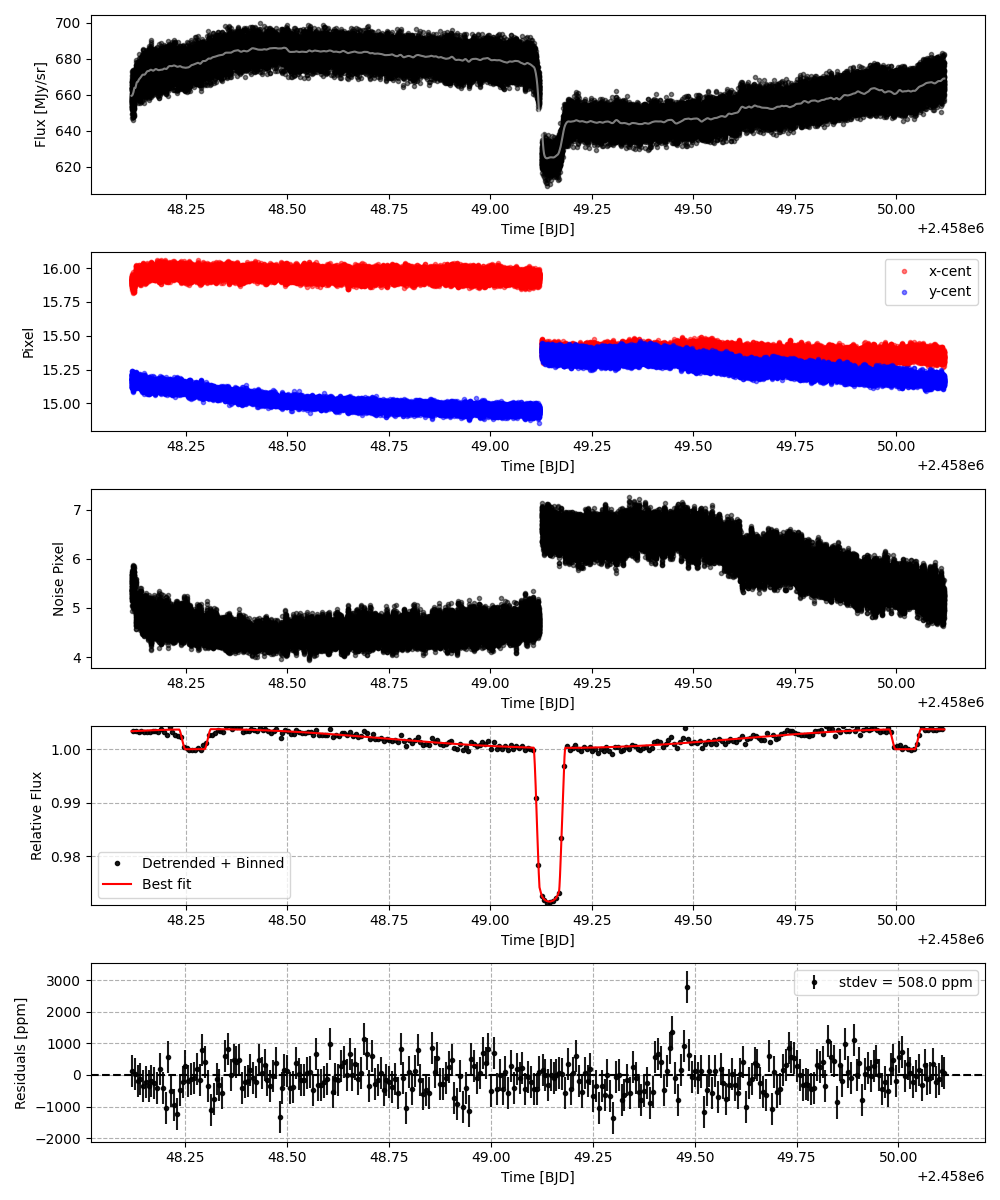 700
680
660
640
620
Flux [MJy/sr]
48.25 48.50 48.75 49.00 49.25 49.50 49.75 50.00
Time [BJD]
+2.458e6
16.00
15.75
15.50
15.25
15.00
Pixel
x-cent
y-cent
48.25 48.50 48.75 49.00 49.25 49.50 49.75 50.00
Time [BJD]
+2.458e6
7
6
5
4
Noise Pixel
48.25 48.50 48.75 49.00 49.25 49.50 49.75 50.00
Time [BJD]
+2.458e6
1.00
0.99
0.98
Relative Flux
Detrended + Binned
Best fit
48.25 48.50 48.75 49.00 49.25 49.50 49.75 50.00
Time [BJD]
+2.458e6
3000
2000
1000
0
−1000
−2000
Residuals [ppm]
stdev = 508.0 ppm
48.25 48.50 48.75 49.00 49.25 49.50 49.75 50.00
Time [BJD]
+2.458e6